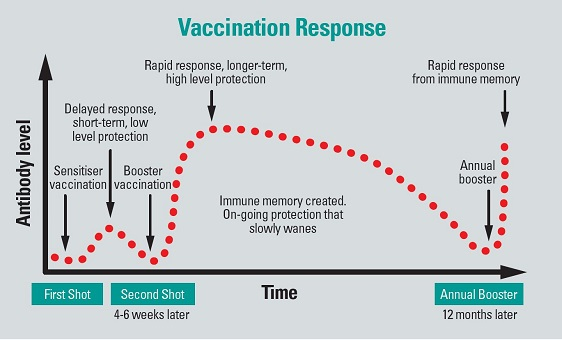 Vaccination Response
Rapid response, longer-term,
high level protection
Rapid response
from immune memory
Delayed response,
short-term, low
level protection
Sensitiser
vaccination
Booster
vaccination
Annual
booster
Immune memory created.
On-going protection that
slowly wanes
Antibody level
Time
First Shot
Second Shot
4-6 weeks later
Annual Booster
12 months later